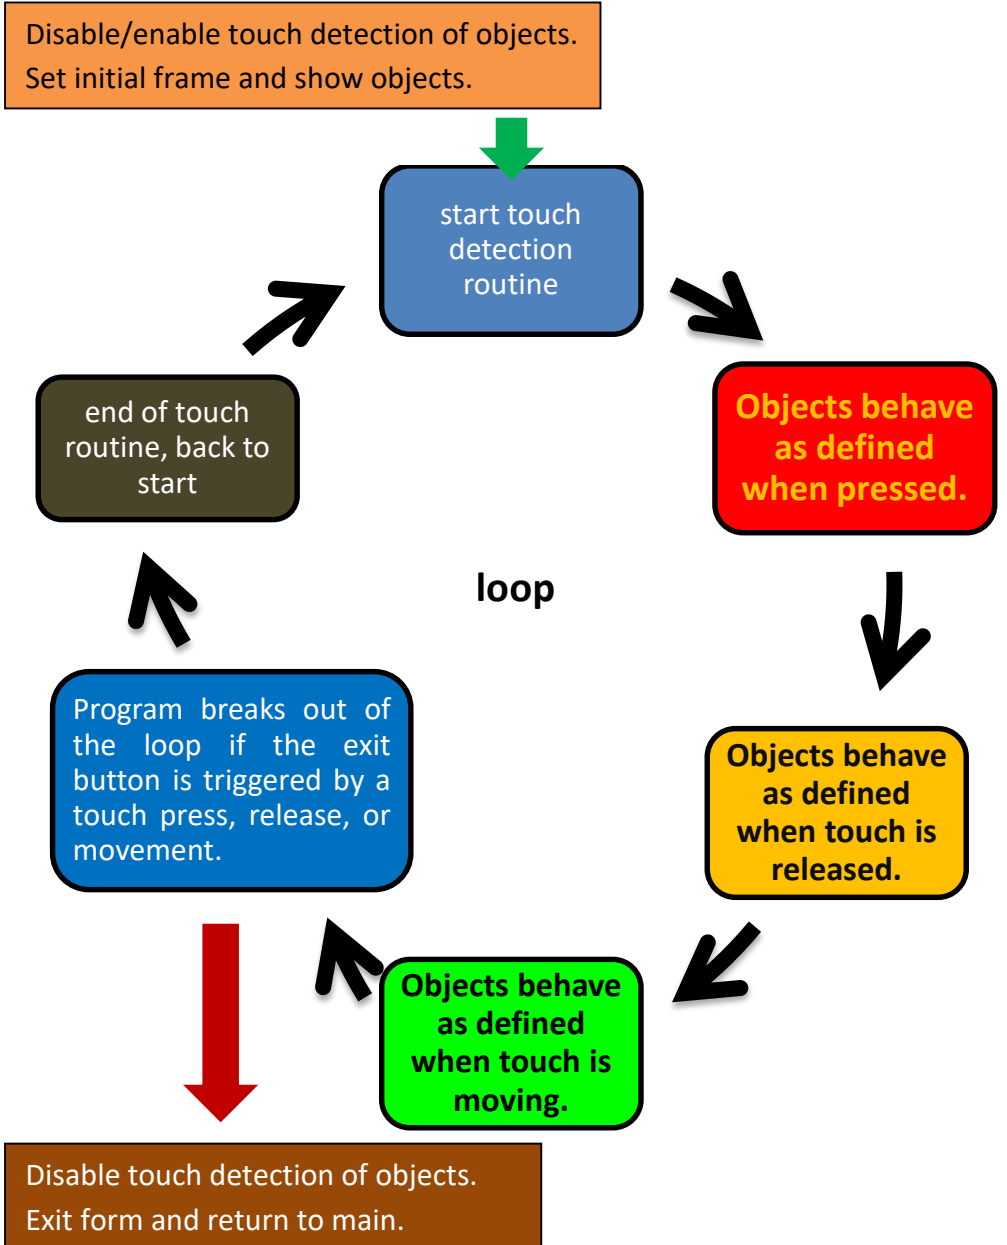 Disable/enable touch detection of objects.
Set initial frame and show objects.
start touch
detection
routine
Objects behave
as defined
when pressed.
Objects behave
as defined
when touch is
released.
Objects behave
as defined
when touch is
moving.
Program breaks out of
the loop if the exit
button is triggered by a
touch press, release, or
movement.
end of touch
routine, back to
start
loop
Disable touch detection of objects.
Exit form and return to main.